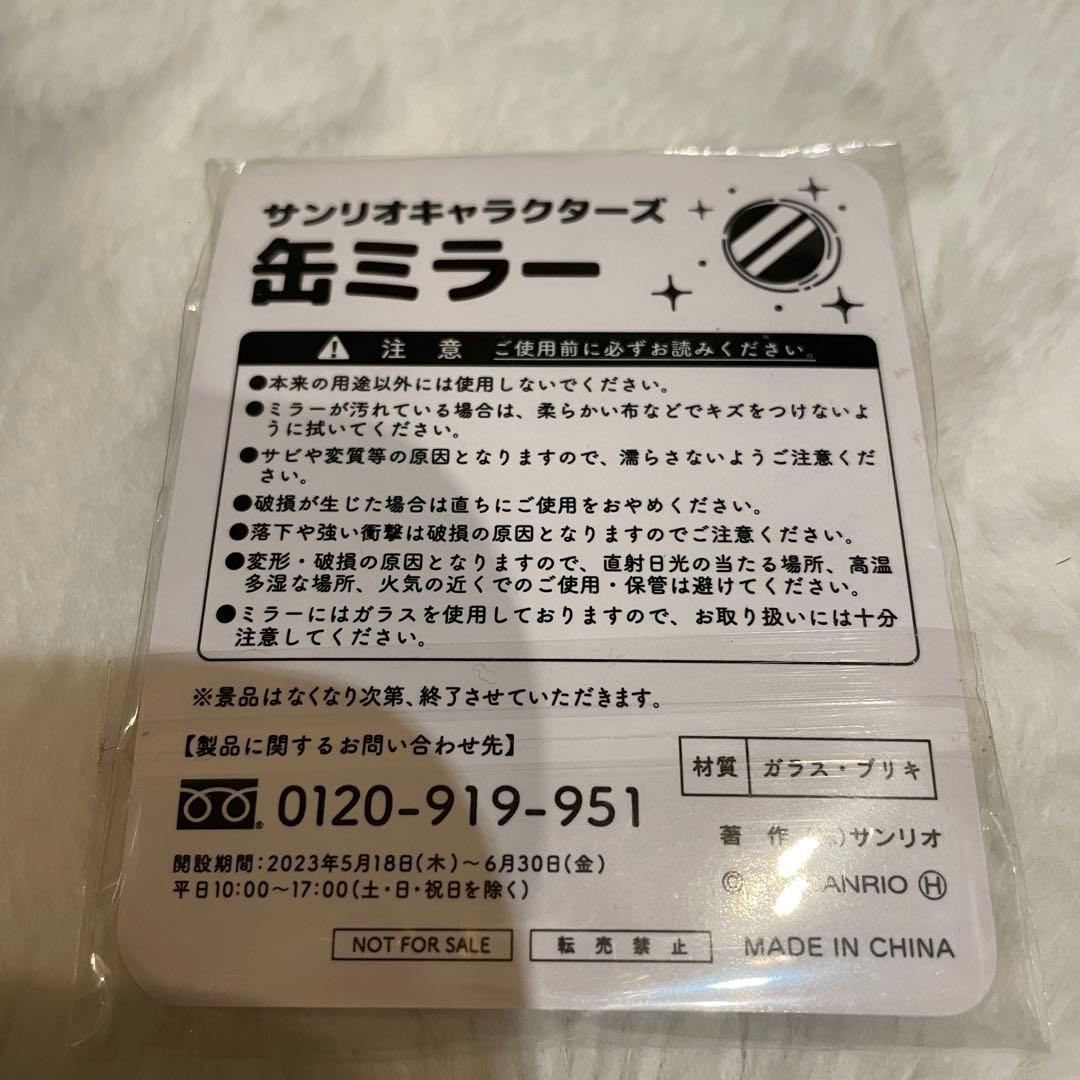 サンリオキャラクターズ
缶ミラー
注意 ご使用前に必ずお読みください。
●本来の用途以外には使用しないでください。
●ミラーが汚れている場合は、柔らかい布などでキズをつけないよ
うに拭いてください。
●サビや変質等の原因となりますので、濡らさないようご注意くだ
さい。
●破損が生じた場合は直ちにご使用をおやめください。
●落下や強い衝撃は破損の原因となりますのでご注意ください。
●変形・破損の原因となりますので、直射日光の当たる場所、高温
多湿な場所、火気の近くでのご使用・保管は避けてください。
●ミラーにはガラスを使用しておりますので、お取り扱いには十分
注意してください。
※景品はなくなり次第、終了させていただきます。
【製品に関するお問い合わせ先】
0120-919-951
開設期間:2023年5月18日(木)～6月30日(金)
平日10:00～17:00(土・日・祝日を除く)
材質 ガラス・ブリキ
著作 サンリオ
© ANRIO Ⓗ
NOT FOR SALE 転売禁止 MADE IN CHINA